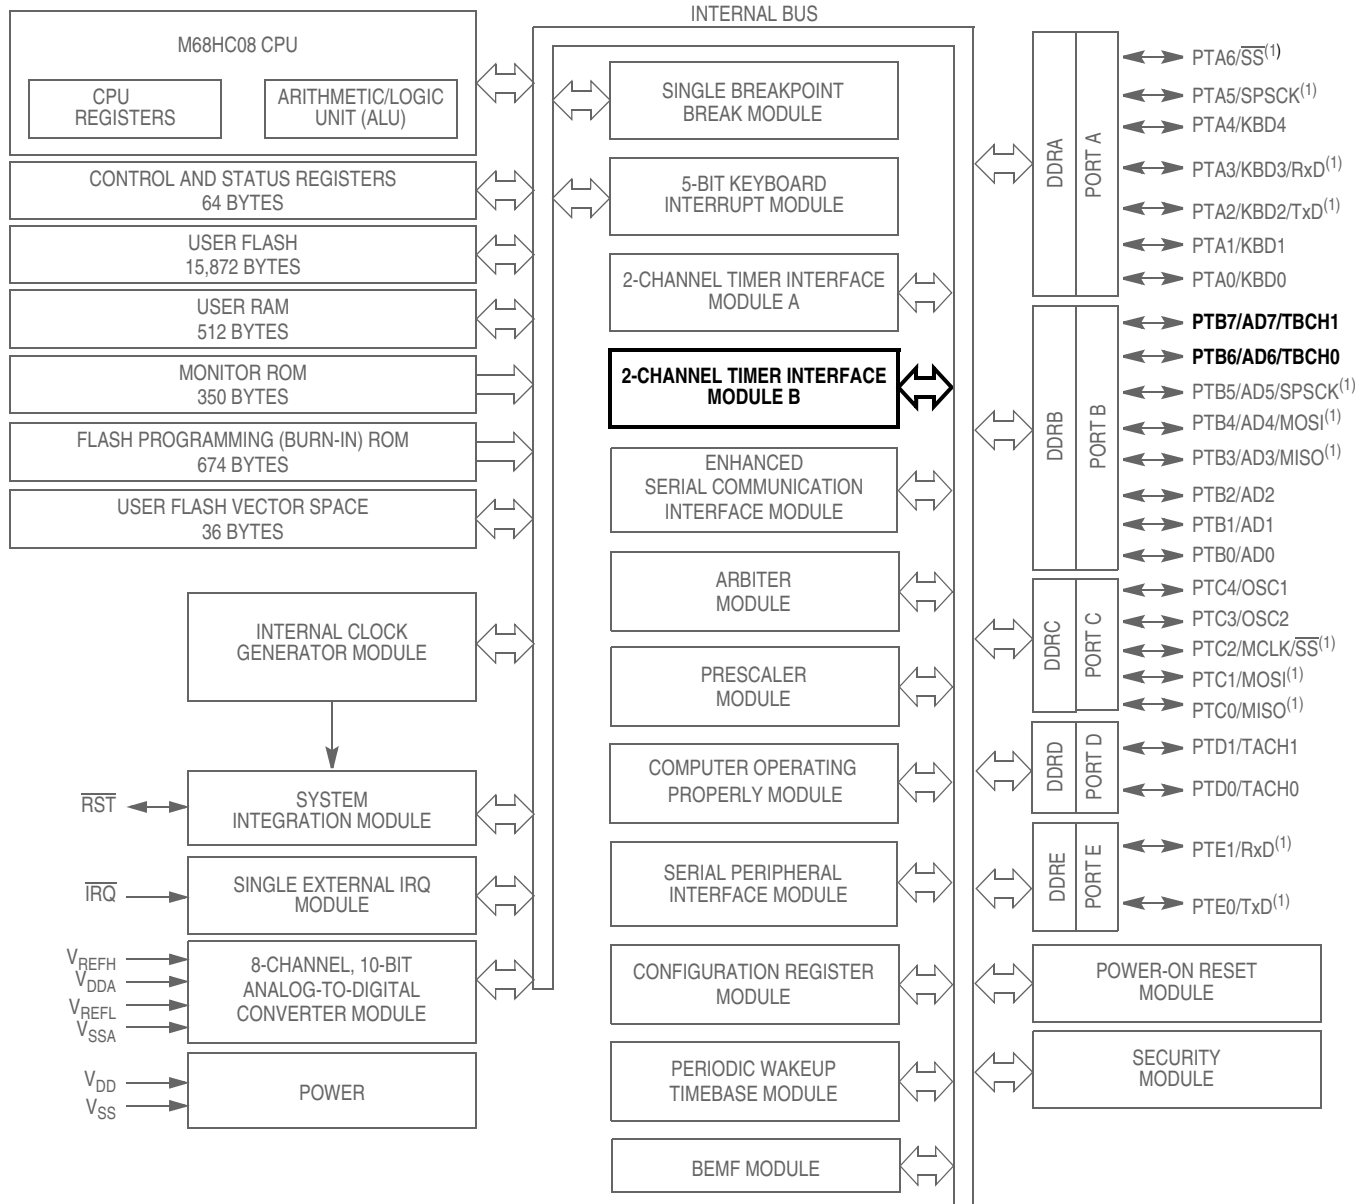 INTERNAL BUS
M68HC08 CPU
CPU
REGISTERS
ARITHMETIC/LOGIC
UNIT (ALU)
CONTROL AND STATUS REGISTERS
64 BYTES
USER FLASH
15,872 BYTES
USER RAM
512 BYTES
MONITOR ROM
350 BYTES
FLASH PROGRAMMING (BURN-IN) ROM
674 BYTES
USER FLASH VECTOR SPACE
36 BYTES
INTERNAL CLOCK
GENERATOR MODULE
RST
SYSTEM
INTEGRATION MODULE
IRQ
SINGLE EXTERNAL IRQ
MODULE
VREFH
VDDA
VREFL
VSSA
8-CHANNEL, 10-BIT
ANALOG-TO-DIGITAL
CONVERTER MODULE
VDD
VSS
POWER
SINGLE BREAKPOINT
BREAK MODULE
5-BIT KEYBOARD
INTERRUPT MODULE
2-CHANNEL TIMER INTERFACE
MODULE A
2-CHANNEL TIMER INTERFACE
MODULE B
ENHANCED
SERIAL COMMUNICATION
INTERFACE MODULE
ARBITER
MODULE
PRESCALER
MODULE
COMPUTER OPERATING
PROPERLY MODULE
SERIAL PERIPHERAL
INTERFACE MODULE
CONFIGURATION REGISTER
MODULE
PERIODIC WAKEUP
TIMEBASE MODULE
BEMF MODULE
DDRA
PORT A
PTA6/SS(1)
PTA5/SPSCK(1)
PTA4/KBD4
PTA3/KBD3/RxD(1)
PTA2/KBD2/TxD(1)
PTA1/KBD1
PTA0/KBD0
DDRB
PORT B
PTB7/AD7/TBCH1
PTB6/AD6/TBCH0
PTB5/AD5/SPSCK(1)
PTB4/AD4/MOSI(1)
PTB3/AD3/MISO(1)
PTB2/AD2
PTB1/AD1
PTB0/AD0
DDRC
PORT C
PTC4/OSC1
PTC3/OSC2
PTC2/MCLK/SS(1)
PTC1/MOSI(1)
PTC0/MISO(1)
DDRD
PORT D
PTD1/TACH1
PTD0/TACH0
DDRE
PORT E
PTE1/RxD(1)
PTE0/TxD(1)
POWER-ON RESET
MODULE
SECURITY
MODULE